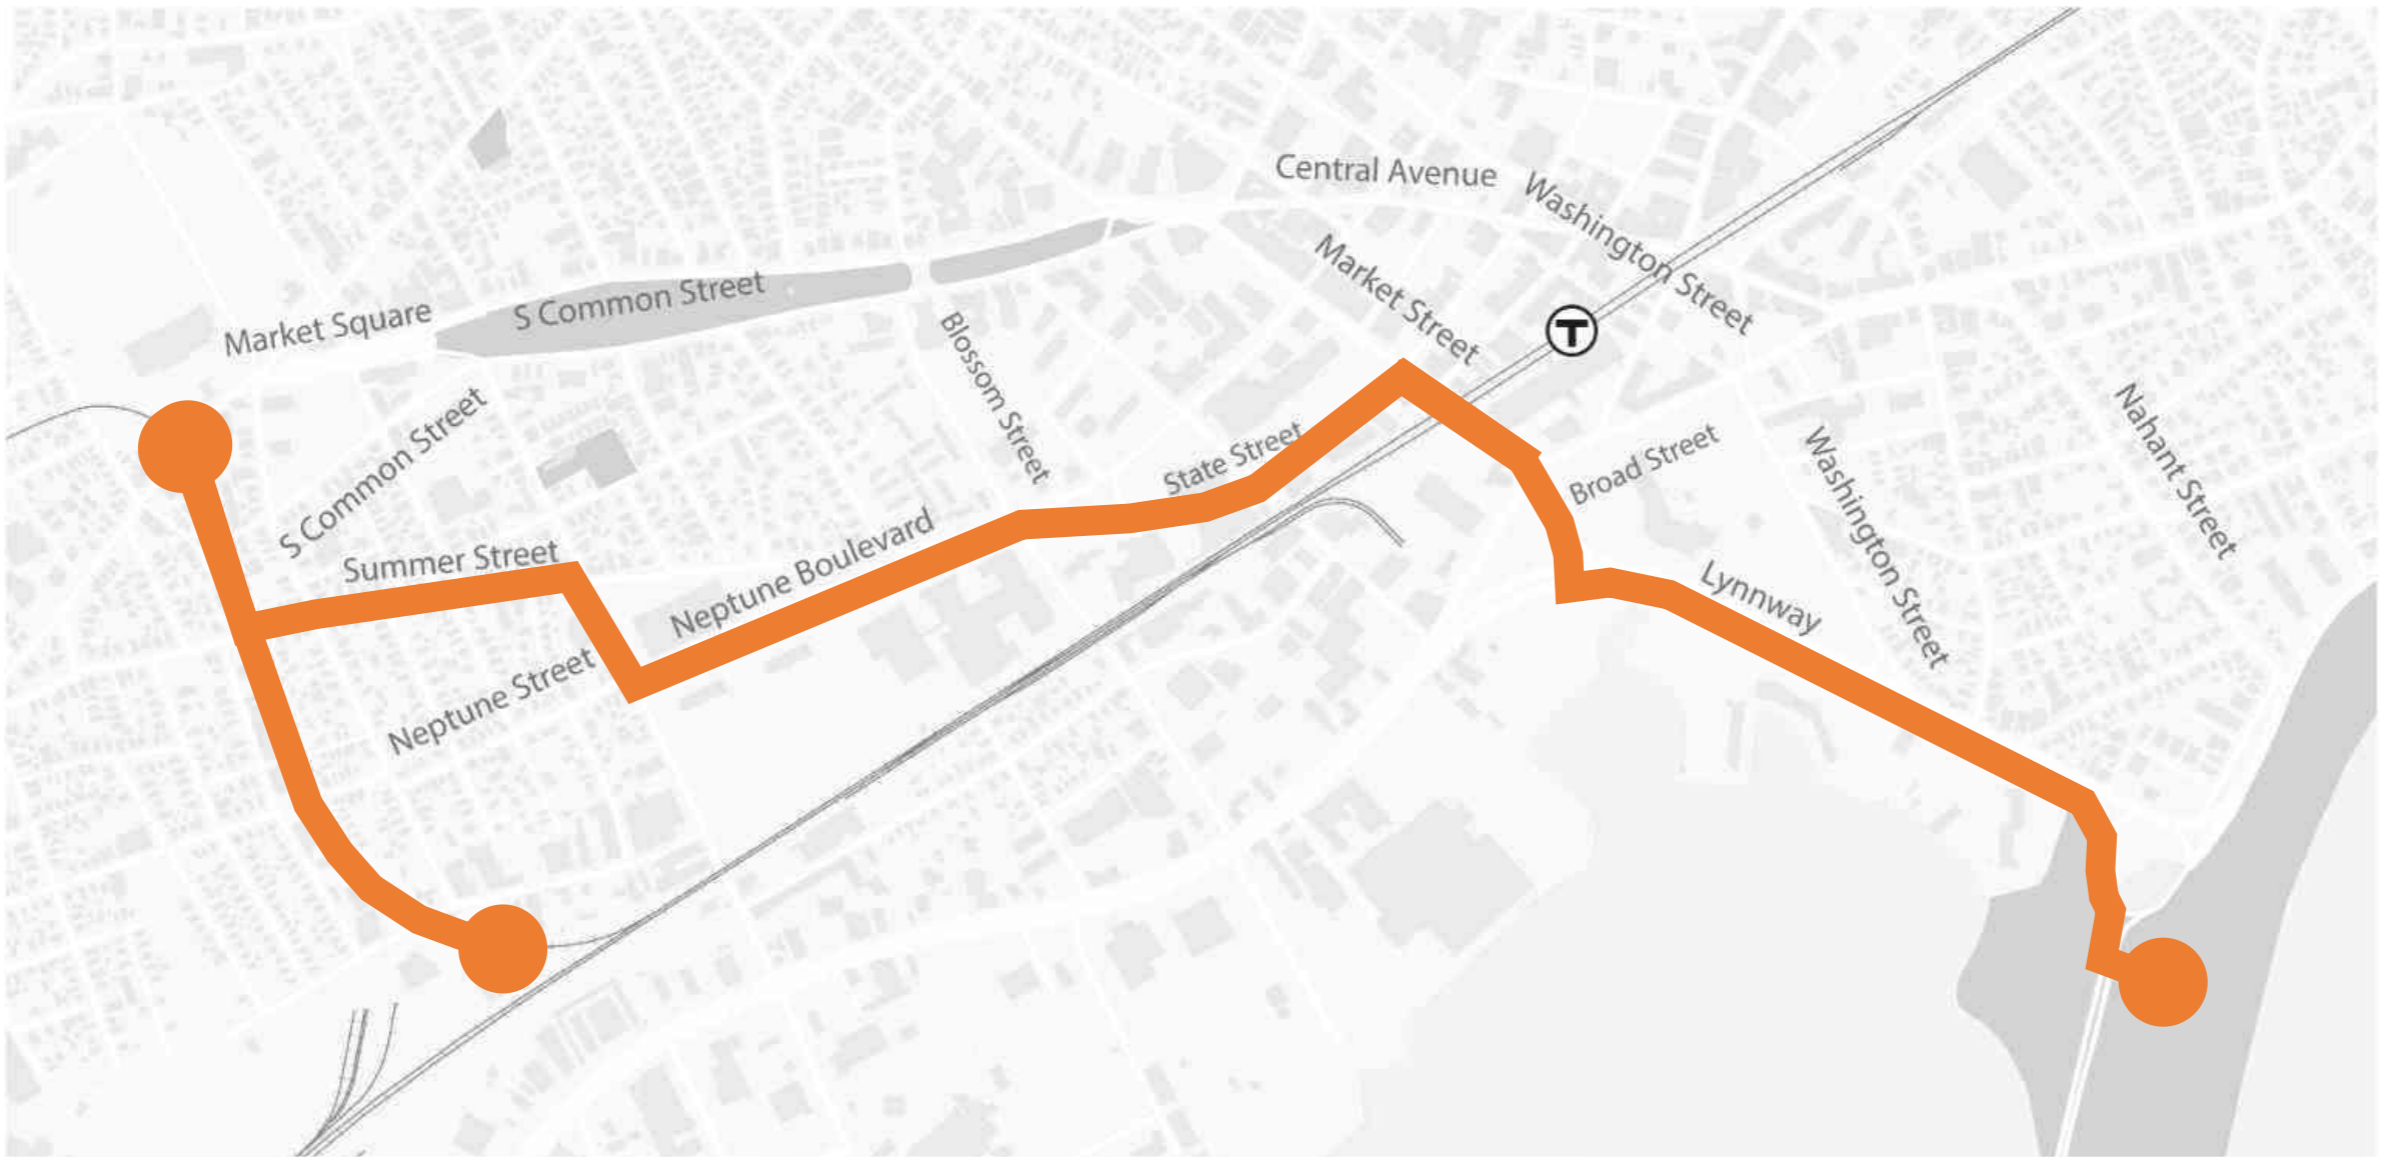 Central Avenue
Washington Street
Market Street
S Common Street
Market Square
T
Blossom Street
S Common Street
State Street
Broad Street
Nahant Street
Washington Street
Summer Street
Neptune Boulevard
Lynnway
Neptune Street